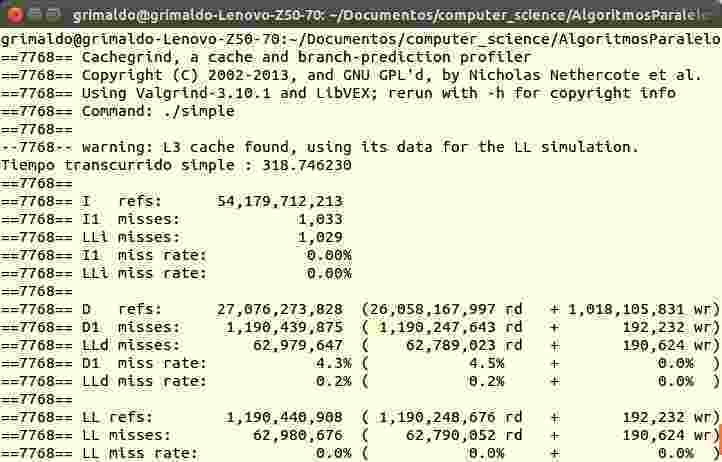 grimaldo@grimaldo-Lenovo-Z50-70: ~/Documentos/computer_science/AlgoritmosParalelo
grimaldo@grimaldo-Lenovo-Z50-70:~/Documentos/computer_science/AlgoritmosParalelo
==7768== Cachegrind, a cache and branch-prediction profiler
==7768== Copyright (C) 2002-2013, and GNU GPL'd, by Nicholas Nethercote et al.
==7768== Using Valgrind-3.10.1 and LibVEX; rerun with -h for copyright info
==7768== Command: ./simple
==7768==
--7768-- warning: L3 cache found, using its data for the LL simulation.
Tiempo transcurrido simple : 318.746230
==7768==
==7768== I   refs:      54,179,712,213
==7768== I1  misses:             1,033
==7768== LLi misses:             1,029
==7768== I1  miss rate:           0.00%
==7768== LLi miss rate:           0.00%
==7768==
==7768== D   refs:      27,076,273,828  (26,058,167,997 rd   + 1,018,105,831 wr)
==7768== D1  misses:     1,190,439,875  ( 1,190,247,643 rd   +       192,232 wr)
==7768== LLd misses:        62,979,647  (    62,789,023 rd   +       190,624 wr)
==7768== D1  miss rate:            4.3% (           4.5%     +           0.0%  )
==7768== LLd miss rate:            0.2% (           0.2%     +           0.0%  )
==7768==
==7768== LL refs:        1,190,440,908  ( 1,190,248,676 rd   +       192,232 wr)
==7768== LL misses:         62,980,676  (    62,790,052 rd   +       190,624 wr)
==7768== LL miss rate:             0.0% (           0.0%     +           0.0%  )